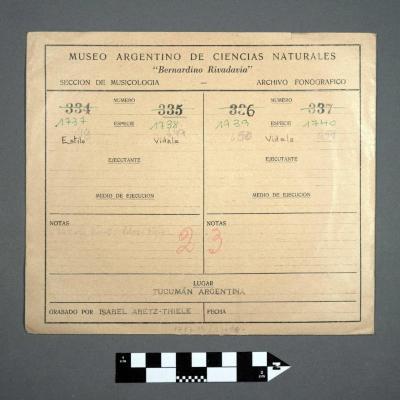 MUSEO ARGENTINO DE CIENCIAS NATURALES
"Bernardino Rivadavia"
SECCION DE MUSICOLOGIA — ARCHIVO FONOGRAFICO
NUMERO
334 335
1737 1738
ESPECIE
Estilo Vidala
EJECUTANTE
MEDIO DE EJECUCION
NOTAS
2
NUMERO
336 337
1739 1740
ESPECIE
Vidala
EJECUTANTE
MEDIO DE EJECUCION
NOTAS
3
LUGAR
TUCUMÁN ARGENTINA
GRABADO POR ISABEL ARETZ-THIELE FECHA